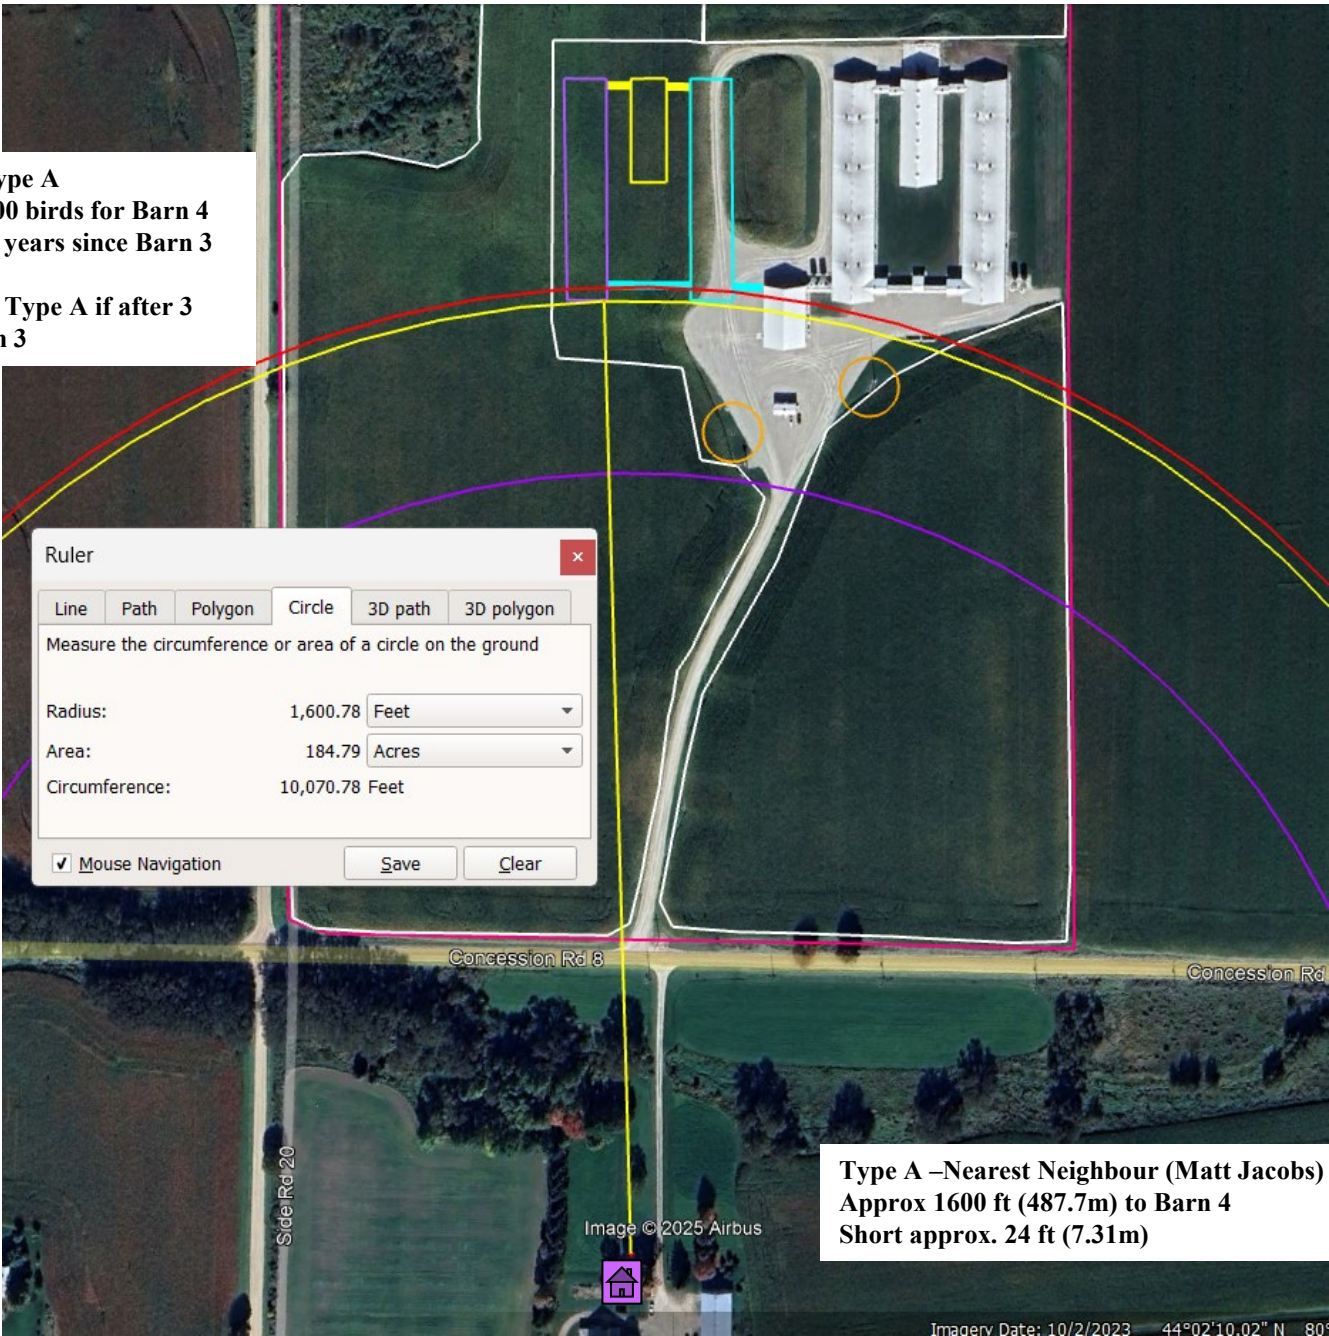 ype A
00 birds for Barn 4
years since Barn 3
Type A if after 3
n 3
Ruler
Line Path Polygon Circle 3D path 3D polygon
Measure the circumference or area of a circle on the ground
Radius: 1,600.78 Feet
Area: 184.79 Acres
Circumference: 10,070.78 Feet
Mouse Navigation Save Clear
Concession Rd 8
Concession Rd
Side Rd 20
Type A –Nearest Neighbour (Matt Jacobs)
Approx 1600 ft (487.7m) to Barn 4
Short approx. 24 ft (7.31m)
Image © 2025 Airbus
Imagery Date: 10/2/2023 44°02'10.02" N 80°